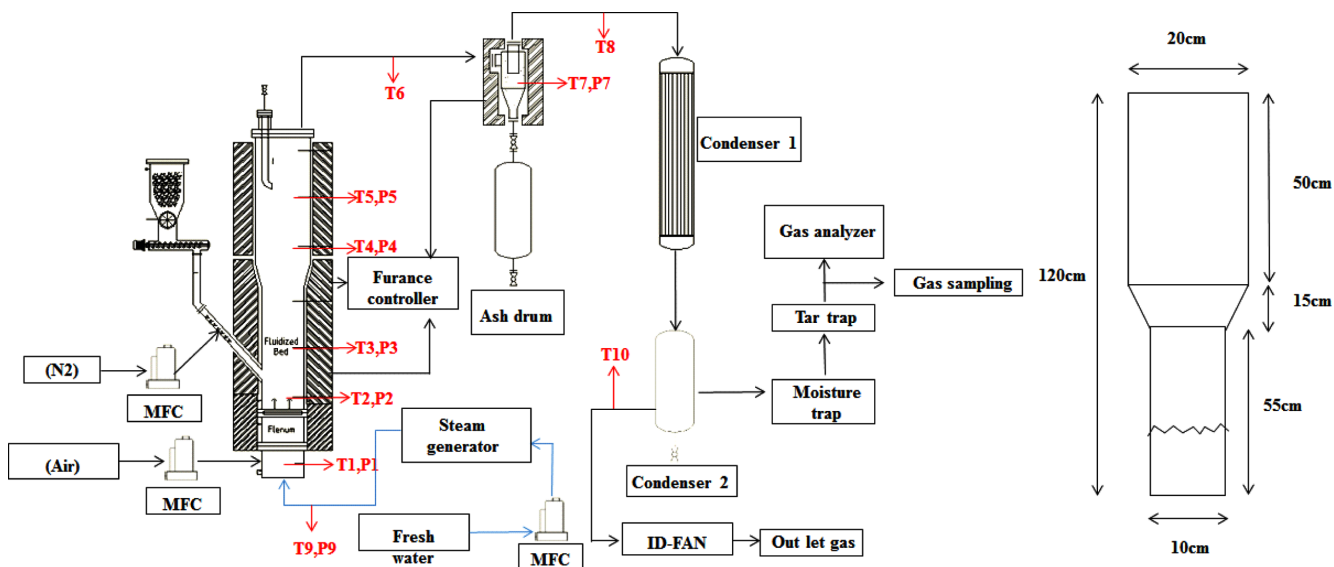 T8
20cm
T6
T7,P7
Condenser 1
T5,P5
50cm
T4,P4
Gas analyzer
Furance
controller
Gas sampling
120cm
Ash drum
15cm
Tar trap
Fluidized
Bed
T3,P3
T10
(N2)
MFC
T2,P2
Moisture
trap
55cm
Flenum
Steam
generator
(Air)
T1,P1
MFC
Condenser 2
Fresh
water
ID-FAN
Out let gas
T9,P9
MFC
10cm